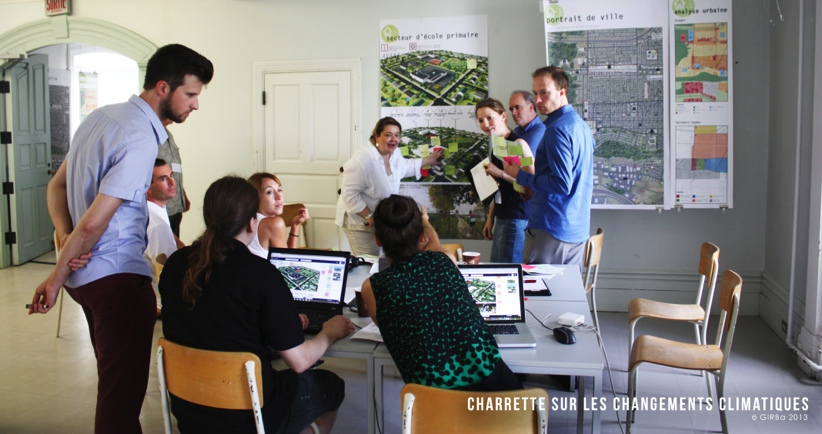 SORTIE
secteur d'école primaire
portrait de ville
analyse urbaine
CHARRETTE SUR LES CHANGEMENTS CLIMATIQUES
© GIRBa 2013